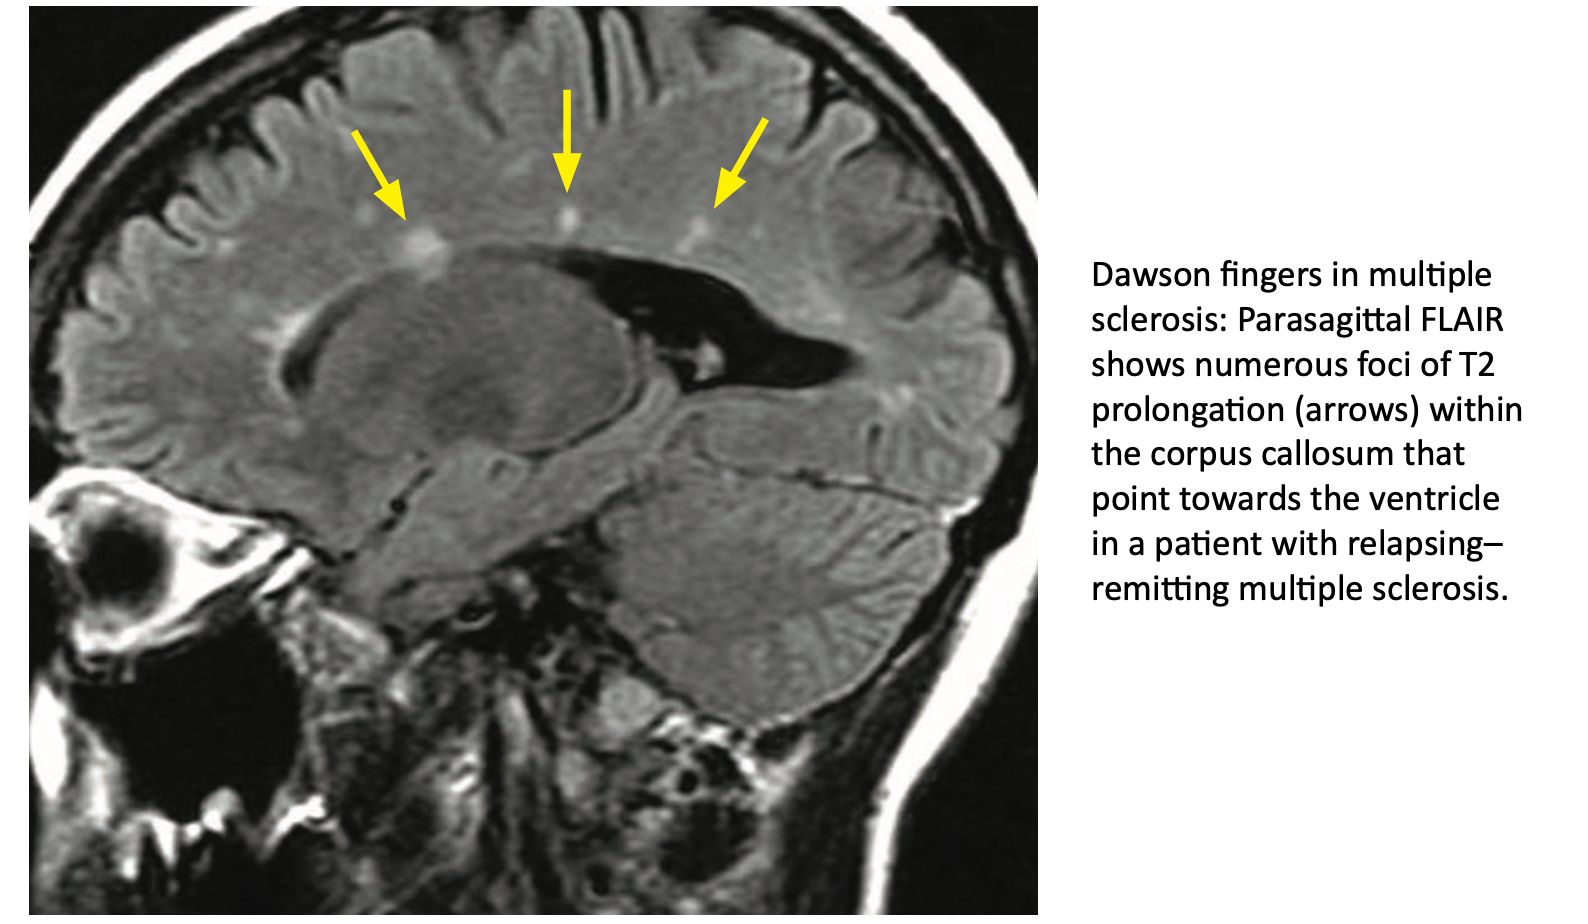 Dawson fingers in multiple
sclerosis: Parasagittal FLAIR
shows numerous foci of T2
prolongation (arrows) within
the corpus callosum that
point towards the ventricle
in a patient with relapsing–
remitting multiple sclerosis.